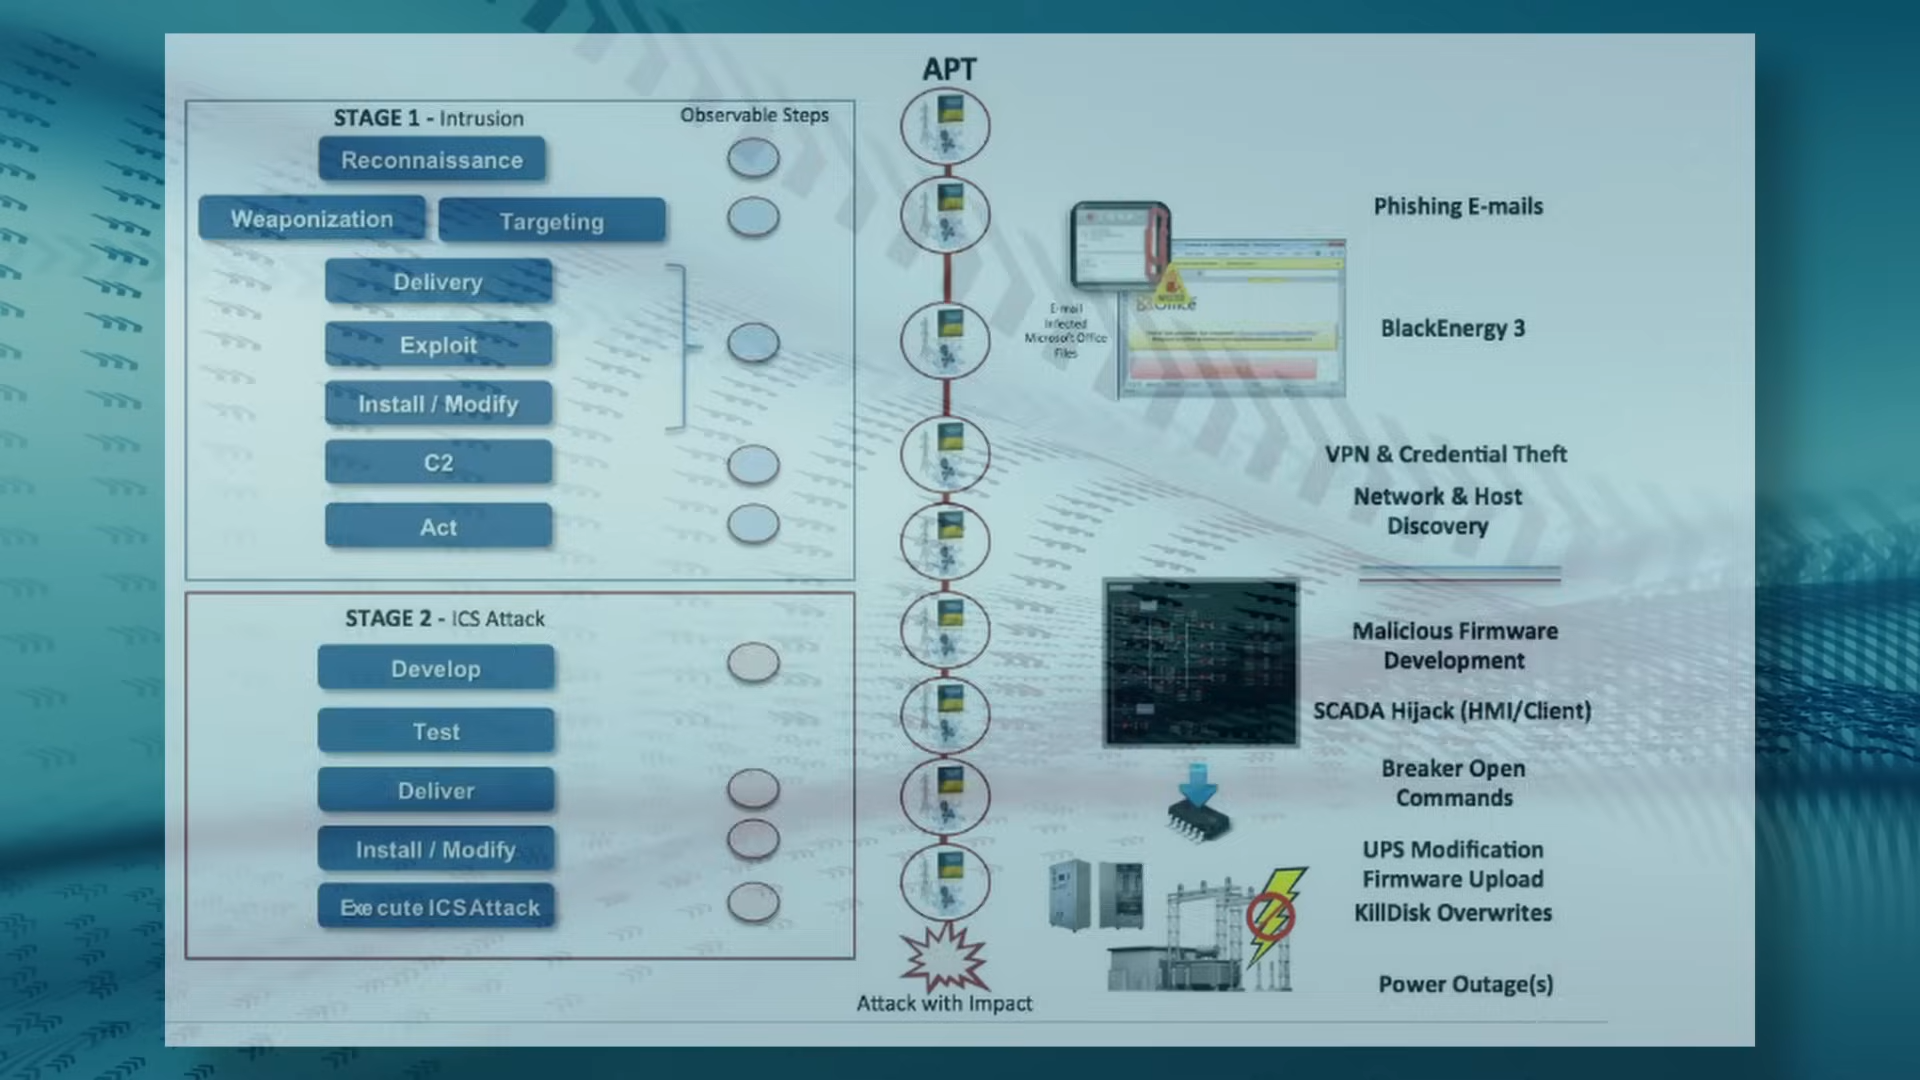 APT
STAGE 1 - Intrusion
Observable Steps
Reconnaissance
Weaponization
Targeting
Delivery
Exploit
Install / Modify
C2
Act
STAGE 2 - ICS Attack
Develop
Test
Deliver
Install / Modify
Execute ICS Attack
Attack with Impact
Phishing E-mails
E-mail
Infected
Microsoft Office
Files
Office
BlackEnergy 3
VPN & Credential Theft
Network & Host
Discovery
Malicious Firmware
Development
SCADA Hijack (HMI/Client)
Breaker Open
Commands
UPS Modification
Firmware Upload
KillDisk Overwrites
Power Outage(s)